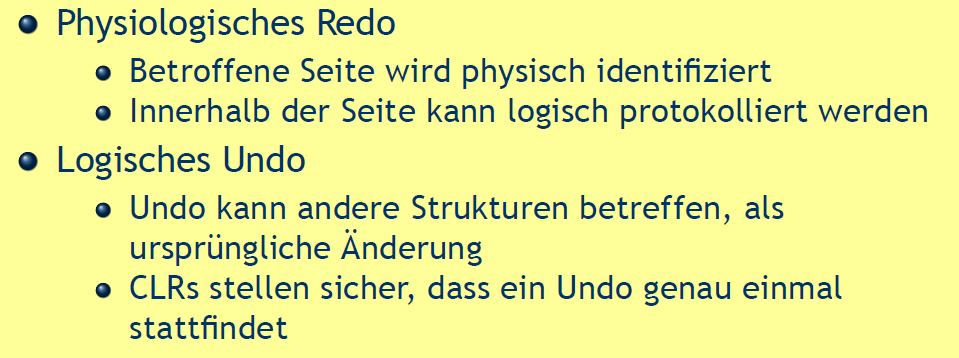 Physiologisches Redo
Betroffene Seite wird physisch identifiziert
Innerhalb der Seite kann logisch protokolliert werden
Logisches Undo
Undo kann andere Strukturen betreffen, als
ursprüngliche Änderung
CLRs stellen sicher, dass ein Undo genau einmal
stattfindet